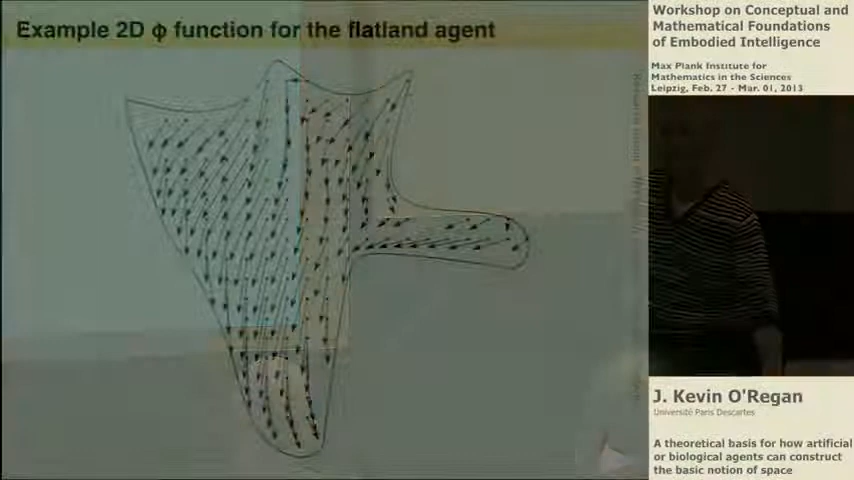 Example 2D ϕ function for the flatland agent
Workshop on Conceptual and
Mathematical Foundations
of Embodied Intelligence
Max Plank Institute for
Mathematics in the Sciences
Leipzig, Feb. 27 - Mar. 01, 2013
J. Kevin O'Regan
Université Paris Descartes
A theoretical basis for how artificial
or biological agents can construct
the basic notion of space